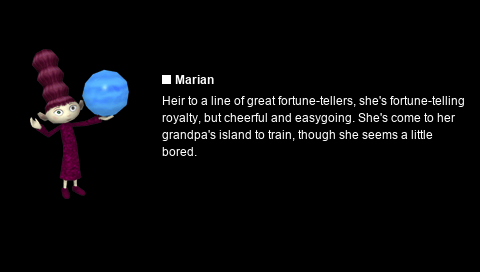 Marian
Heir to a line of great fortune-tellers, she's fortune-telling
royalty, but cheerful and easygoing. She's come to her
grandpa's island to train, though she seems a little
bored.